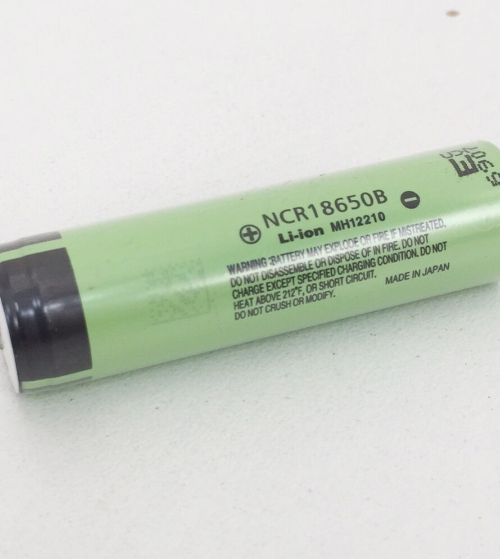 NCR18650B
Li-ion MH12210
WARNING :BATTERY MAY EXPLODE OR FIRE IF MISTREATED.
DO NOT DISASSEMBLE OR DISPOSE OF IN FIRE. DO NOT
CHARGE EXCEPT SPECIFIED CHARGING CONDITION. DO NOT
HEAT ABOVE 212°F, OR SHORT CIRCUIT.
DO NOT CRUSH OR MODIFY.
MADE IN JAPAN